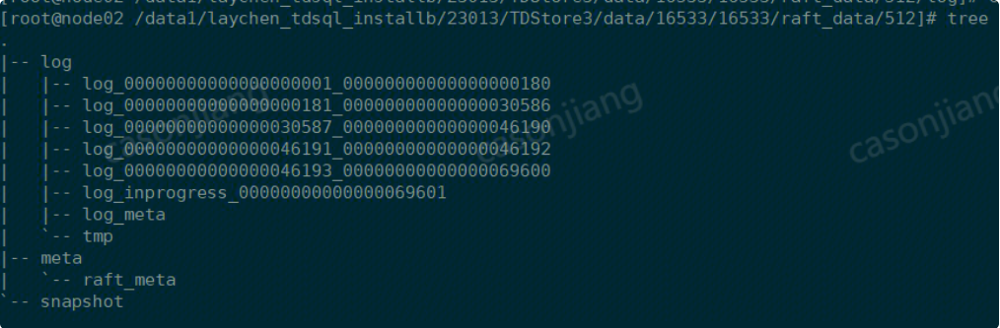 [root@node02 /data1/laychen_tdsql_installb/23013/TDStore3/data/16533/16533/raft_data/512]# tree
.
|-- log
|   |-- log_00000000000000000001_00000000000000000180
|   |-- log_00000000000000000181_00000000000000030586
|   |-- log_00000000000000030587_00000000000000046190
|   |-- log_00000000000000046191_00000000000000046192
|   |-- log_00000000000000046193_00000000000000069600
|   |-- log_inprogress_00000000000000069601
|   |-- log_meta
|   `-- tmp
|-- meta
|   `-- raft_meta
`-- snapshot
casonjiang
casonjiang
casonjiang